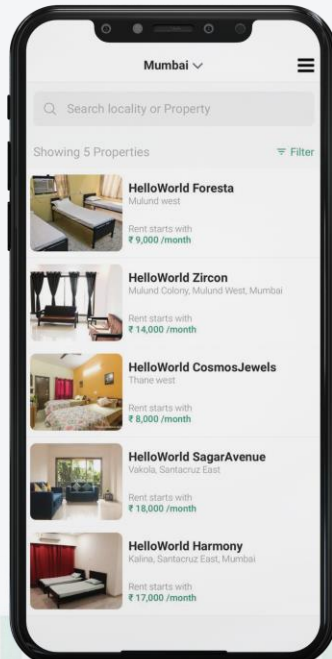 Mumbai
Search locality or Property
Showing 5 Properties
Filter
HelloWorld Foresta
Mulund west
Rent starts with
₹ 9,000 /month
HelloWorld Zircon
Mulund Colony, Mulund West, Mumbai
Rent starts with
₹ 14,000 /month
HelloWorld CosmosJewels
Thane west
Rent starts with
₹ 8,000 /month
HelloWorld SagarAvenue
Vakola, Santacruz East
Rent starts with
₹ 18,000 /month
HelloWorld Harmony
Kalina, Santacruz East, Mumbai
Rent starts with
₹ 17,000 /month